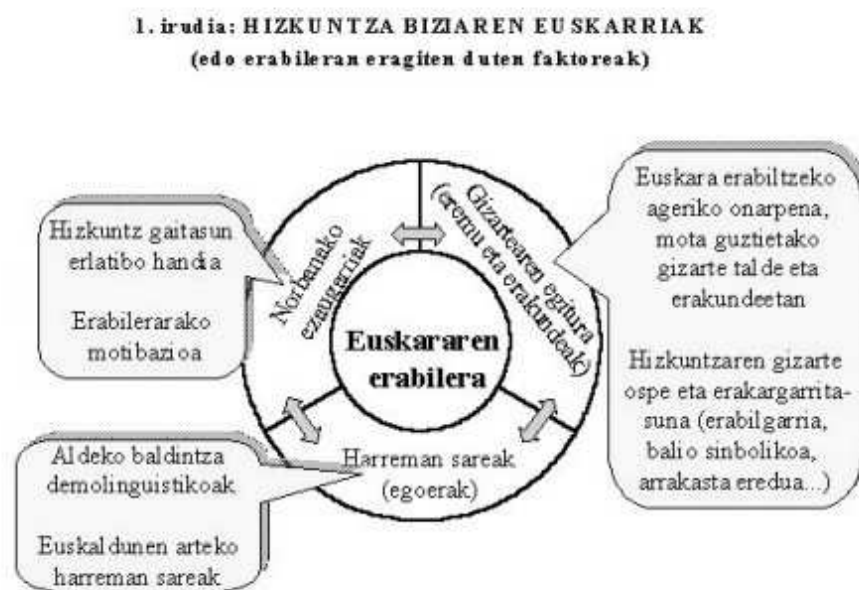 1. irudia: HIZKUNTZA BIZIAREN EUSKARRIAK
(edo erabileran eragiten duten faktoreak)
Hizkuntz gaitasun
erlatibo handia
Erabilerarako
motibazioa
Norbanako
ezaugarriak
Gizartearen egitura
(eremu eta erakundeak)
Euskara erabiltzeko
ageriko onarpena,
mota guztietako
gizarte talde eta
erakundeetan
Hizkuntzaren gizarte
ospe eta erakargarrita-
suna (erabilgarria,
balio sinbolikoa,
arrakasta eredua...)
Euskararen
erabilera
Harreman sareak
(egoerak)
Aldeko baldintza
demolinguistikoak
Euskaldunen arteko
harreman sareak